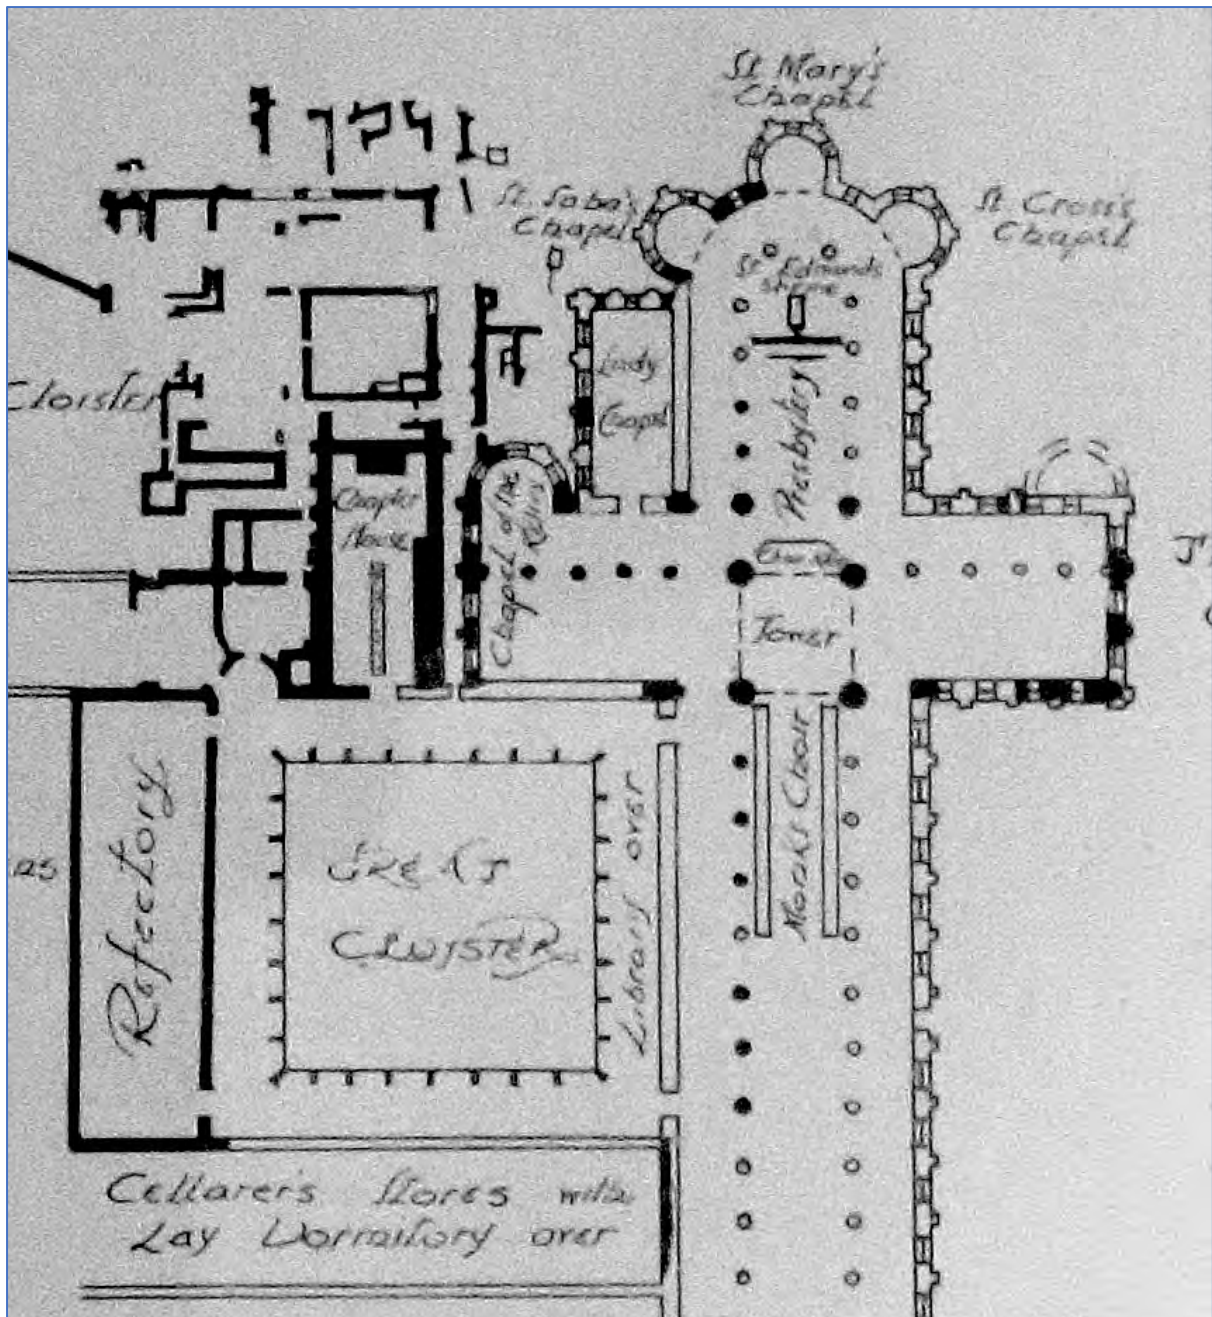 St Mary's
Chapel
St. Saba's
Chapel
St Cross's
Chapel
St Edmunds
Shrine
Lady
Chapel
Presbytery
Cloister
Chapter
House
Chapel of the
Relics
Tower
Monks Choir
Refectory
GREAT
CLOISTER
Library over
Cellarer's Stores with
Lay Dormitory over